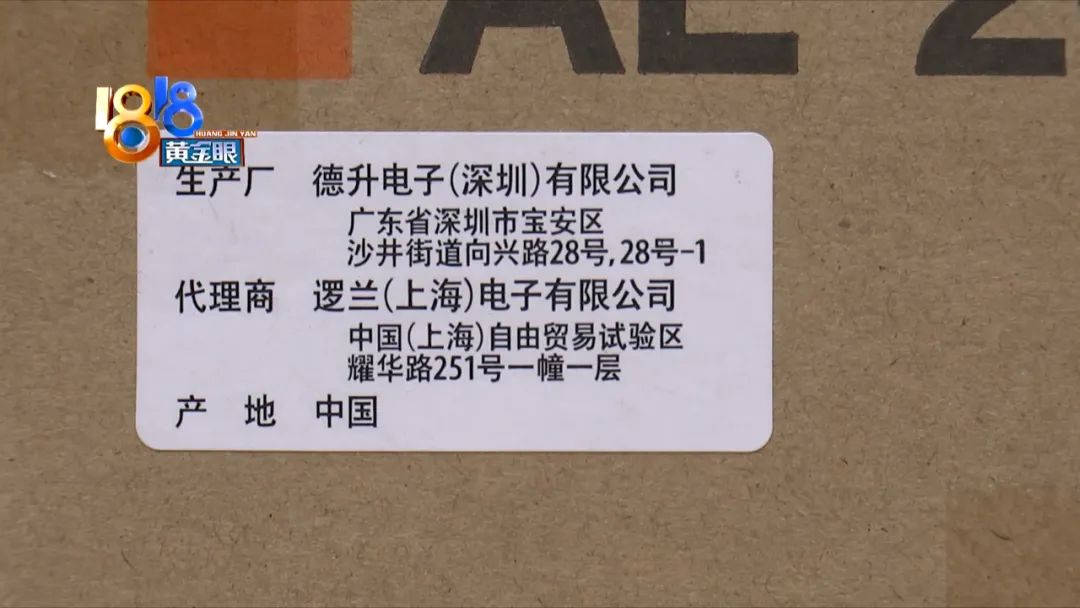 AE 2
1818
HUANG JIN YAN
黄金眼
生产厂 德升电子(深圳)有限公司
广东省深圳市宝安区
沙井街道向兴路28号,28号-1
代理商 逻兰(上海)电子有限公司
中国(上海)自由贸易试验区
耀华路251号一幢一层
产 地 中国